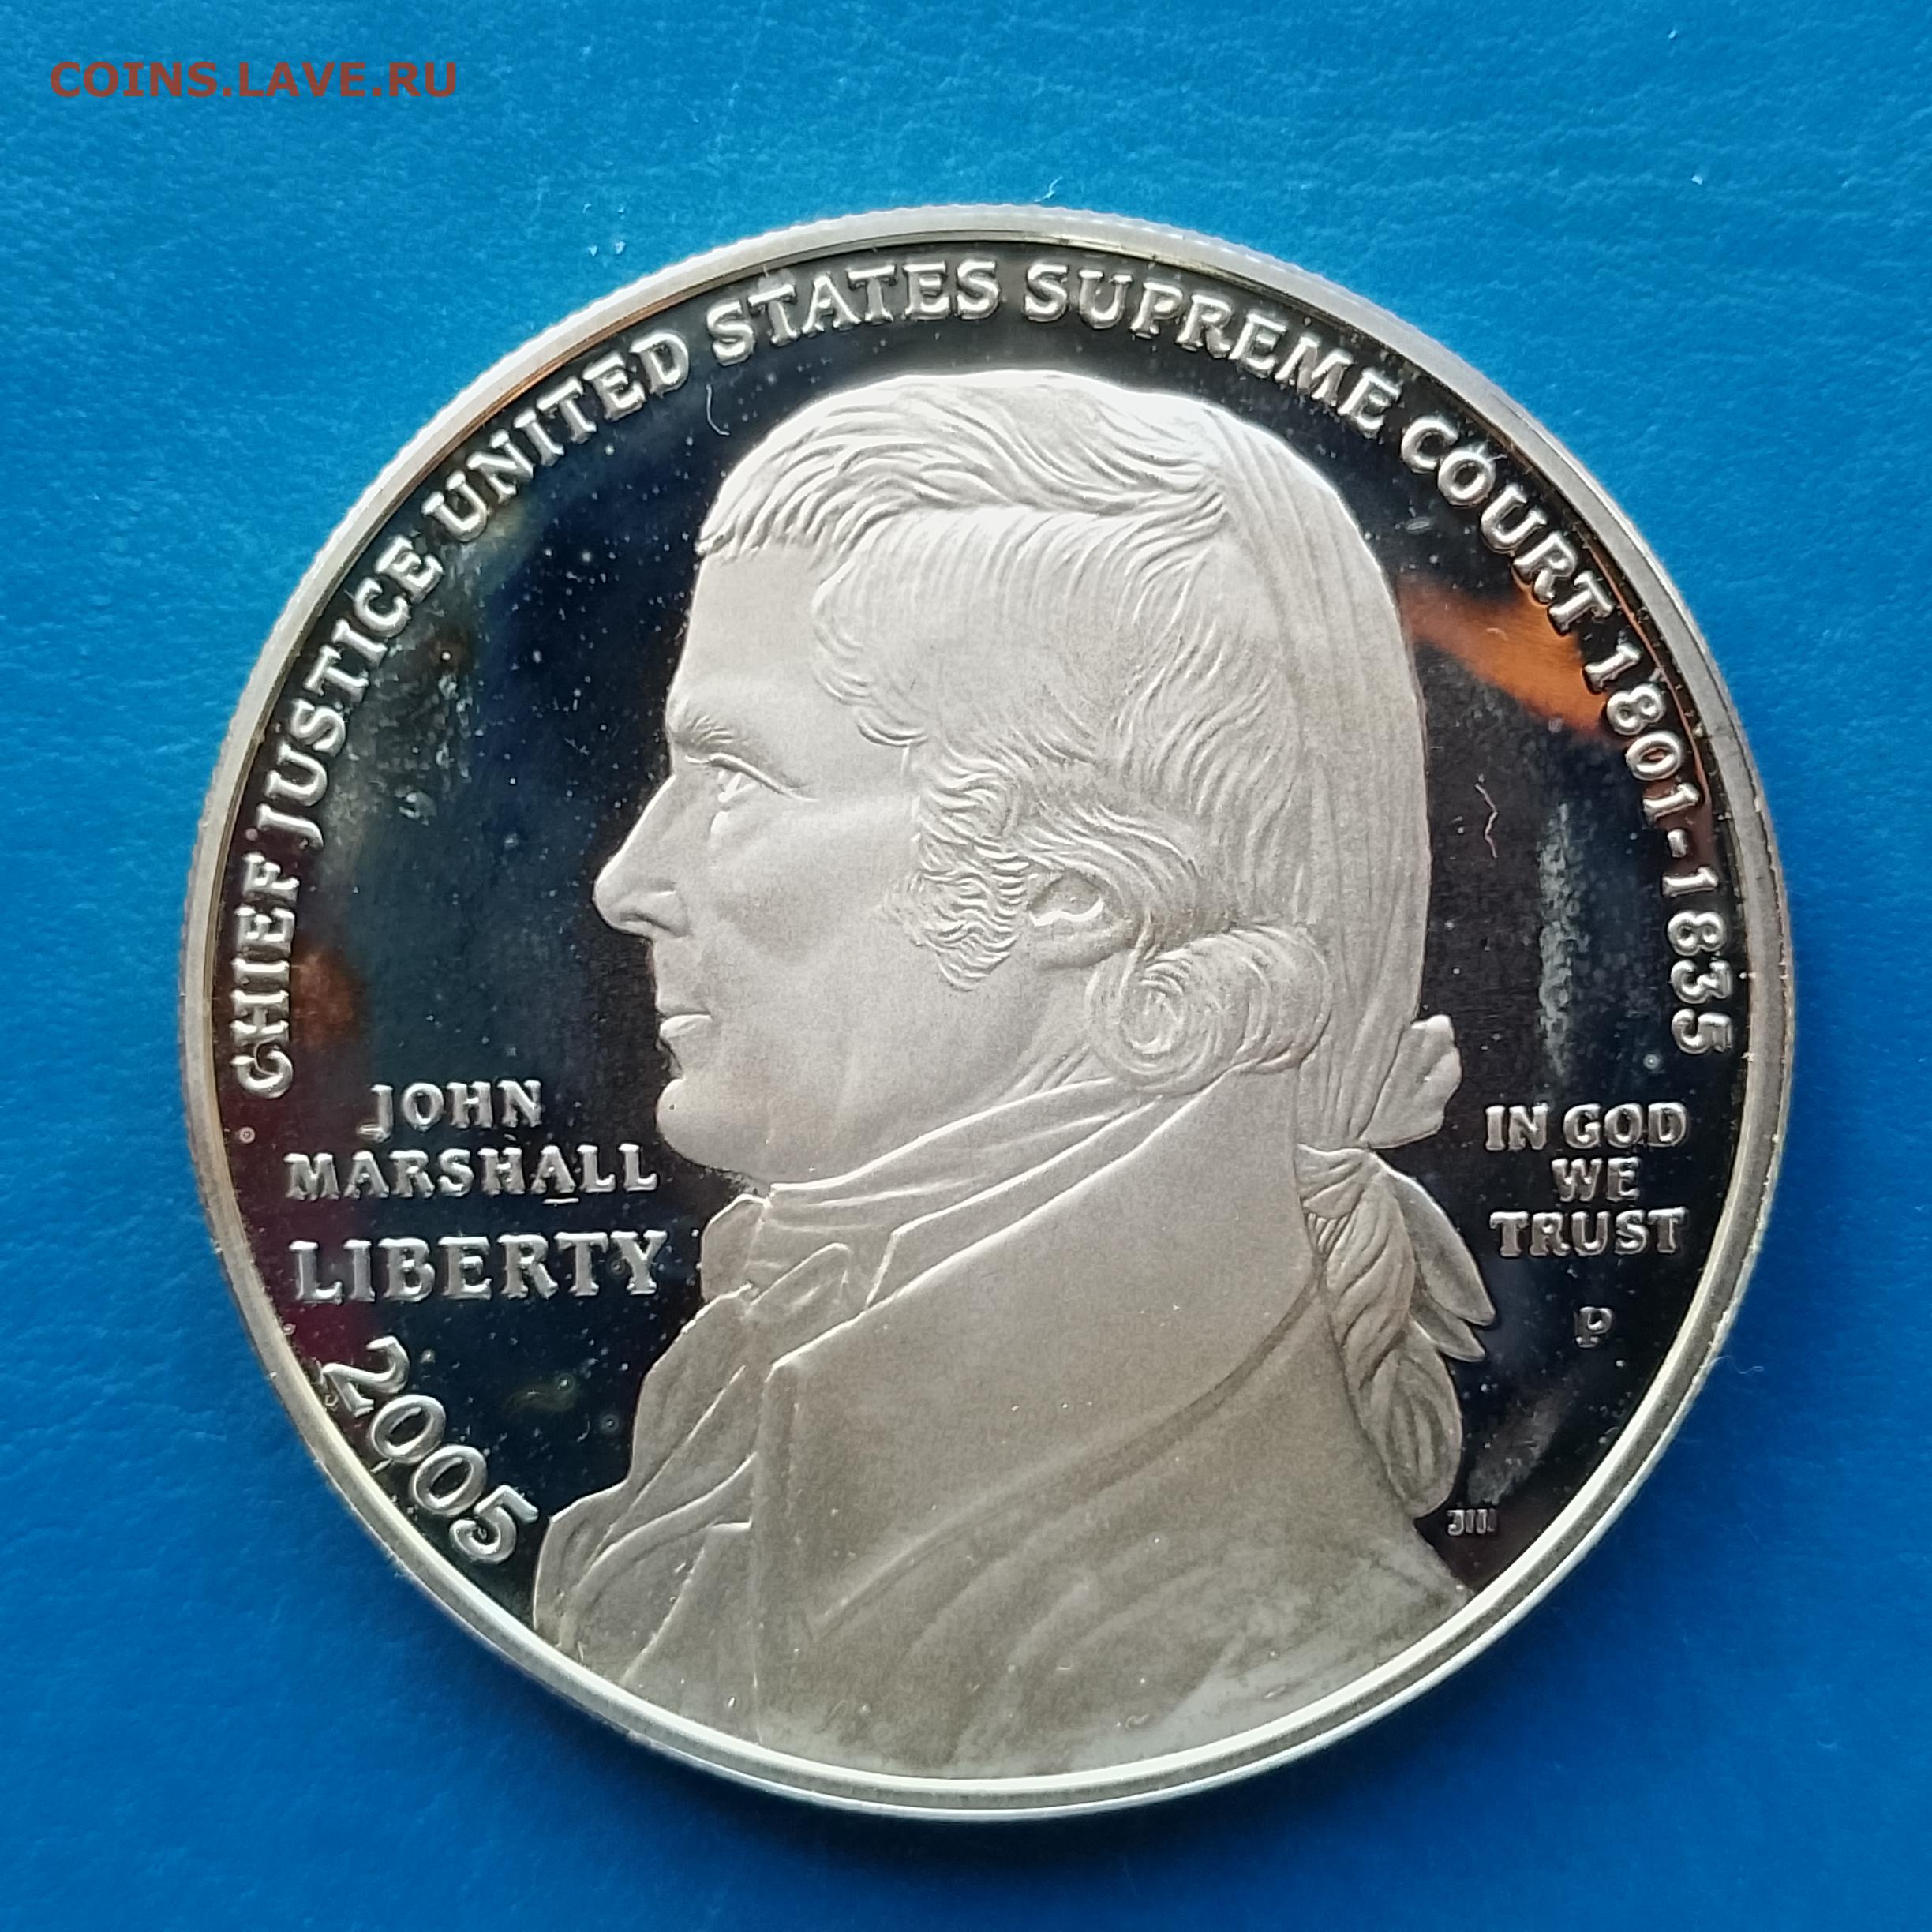 COINS.LAVE.RU
CHIEF JUSTICE UNITED STATES SUPREME COURT 1801-1835
JOHN
MARSHALL
LIBERTY
2005
IN GOD
WE
TRUST
P